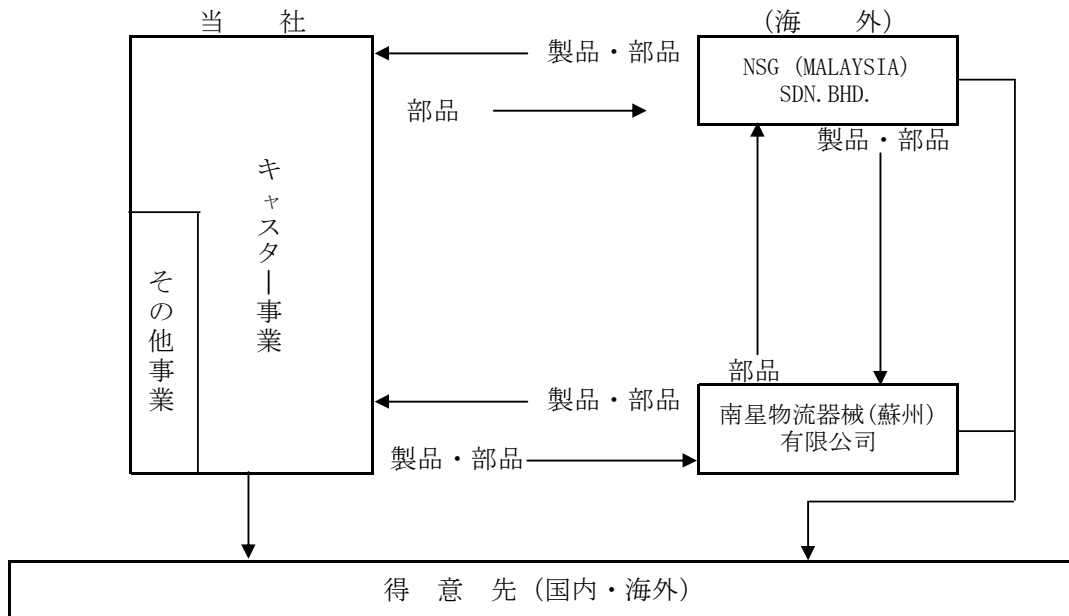 当　　社
(海　　外)
製品・部品
NSG (MALAYSIA)
SDN.BHD.
部品
製品・部品
キャスター事業
その他事業
部品
製品・部品
南星物流器械(蘇州)
有限公司
製品・部品
得　意　先 (国内・海外)